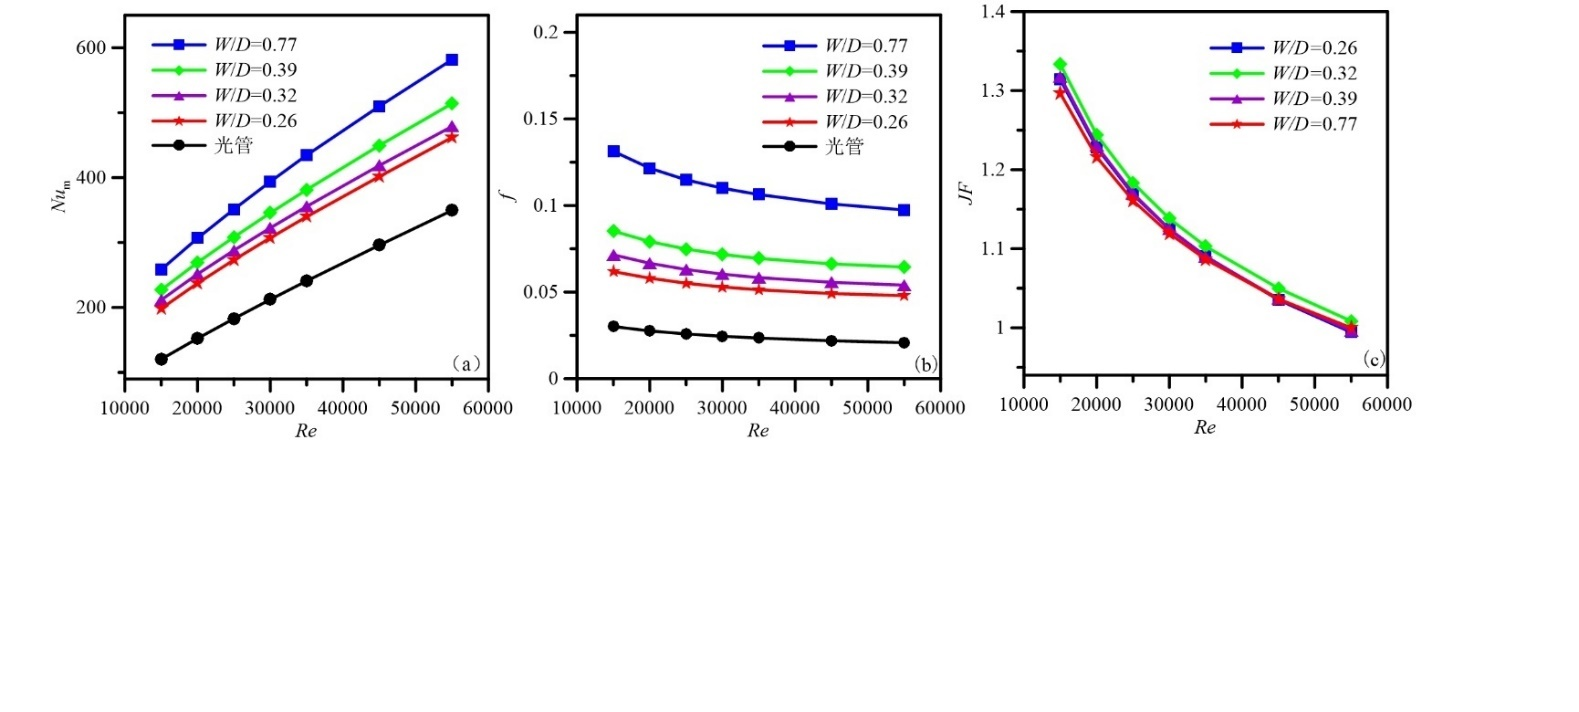 600
400
200
Nuₘ
W/D=0.77
W/D=0.39
W/D=0.32
W/D=0.26
光管
(a)
10000 20000 30000 40000 50000 60000
Re
0.2
0.15
0.1
0.05
0
f
W/D=0.77
W/D=0.39
W/D=0.32
W/D=0.26
光管
(b)
10000 20000 30000 40000 50000 60000
Re
1.4
1.3
1.2
1.1
1
JF
W/D=0.26
W/D=0.32
W/D=0.39
W/D=0.77
(c)
10000 20000 30000 40000 50000 60000
Re